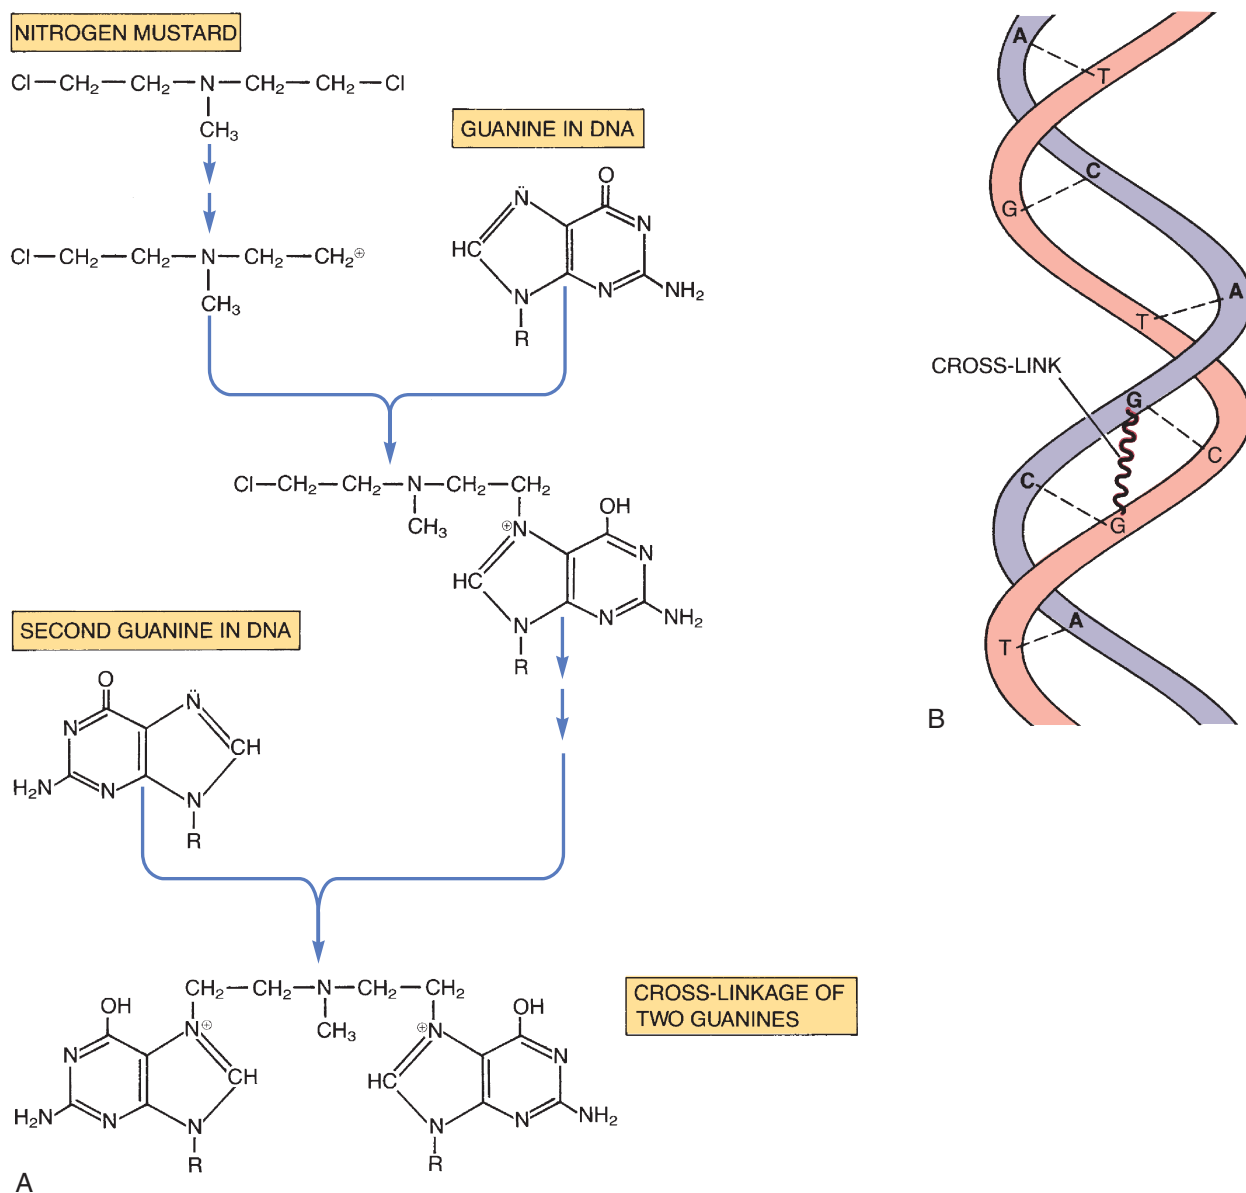 NITROGEN MUSTARD
Cl—CH₂—CH₂—N—CH₂—CH₂—Cl
CH₃
GUANINE IN DNA
O
N̈
N
HC
N
N
NH₂
R
Cl—CH₂—CH₂—N—CH₂—CH₂⊕
CH₃
Cl—CH₂—CH₂—N—CH₂—CH₂
CH₃
OH
⊕N
N
HC
N
N
NH₂
R
SECOND GUANINE IN DNA
O
N̈
N
CH
H₂N
N
N
R
CH₂—CH₂—N—CH₂—CH₂
CH₃
OH
N⊕
N
CH
H₂N
N
N
R
OH
⊕
N
N
HC
N
N
NH₂
R
CROSS-LINKAGE OF
TWO GUANINES
A
A
T
C
G
A
T
CROSS-LINK
G
C
C
G
A
T
B